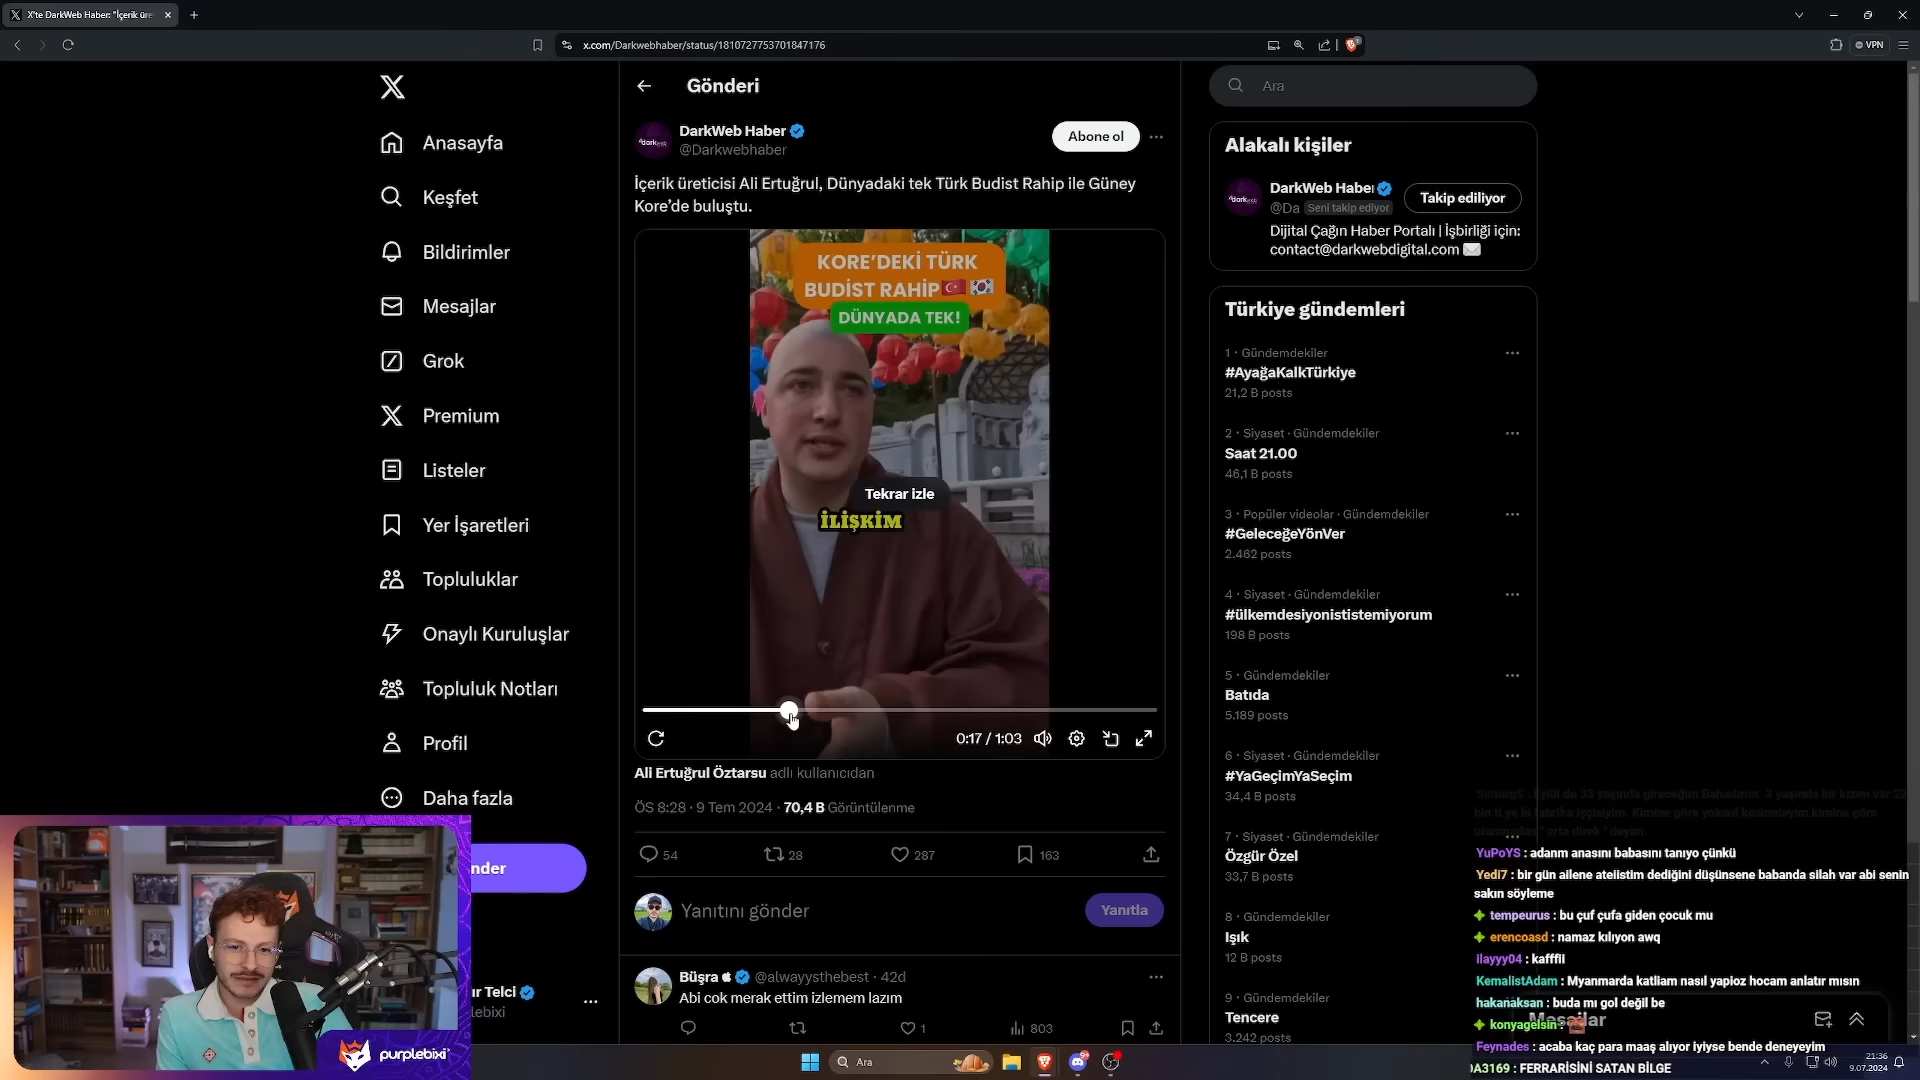 X'te DarkWeb Haber: "İçerik üre
x.com/Darkwebhaber/status/1810727753701847176
VPN
Anasayfa
Keşfet
Bildirimler
Mesajlar
Grok
Premium
Listeler
Yer İşaretleri
Topluluklar
Onaylı Kuruluşlar
Topluluk Notları
Profil
Daha fazla
nder
ır Telci
lebixi
Gönderi
DarkWeb Haber
@Darkwebhaber
Abone ol
İçerik üreticisi Ali Ertuğrul, Dünyadaki tek Türk Budist Rahip ile Güney
Kore'de buluştu.
KORE'DEKİ TÜRK
BUDİST RAHİP
DÜNYADA TEK!
Tekrar izle
İLİŞKİM
0:17 / 1:03
Ali Ertuğrul Öztarsu adlı kullanıcıdan
ÖS 8:28 · 9 Tem 2024 · 70,4 B Görüntülenme
54
28
287
163
Yanıtını gönder
Yanıtla
Büşra @alwayysthebest · 42d
Abi cok merak ettim izlemem lazım
1
803
Ara
Alakalı kişiler
DarkWeb Haber
@Da Seni takip ediyor
Takip ediliyor
Dijital Çağın Haber Portalı | İşbirliği için:
contact@darkwebdigital.com
Türkiye gündemleri
1 · Gündemdekiler
#AyağaKalkTürkiye
21,2 B posts
2 · Siyaset · Gündemdekiler
Saat 21.00
46,1 B posts
3 · Popüler videolar · Gündemdekiler
#GeleceğeYönVer
2.462 posts
4 · Siyaset · Gündemdekiler
#ülkemdesiyonististemiyorum
198 B posts
5 · Gündemdekiler
Batıda
5.189 posts
6 · Siyaset · Gündemdekiler
#YaGeçimYaSeçim
34,4 B posts
7 · Siyaset · Gündemdekiler
Özgür Özel
33,7 B posts
8 · Gündemdekiler
Işık
12 B posts
9 · Gündemdekiler
Tencere
3.242 posts
YuPoYS : adanm anasını babasını tanıyo çünkü
Yedi7 : bir gün ailene ateiistim dediğini düşünsene babanda silah var abi senin
sakın söyleme
tempeurus : bu çuf çufa giden çocuk mu
erencoasd : namaz kılıyon awq
ilayyy04 : kafffii
KemalistAdam : Myanmarda katliam nasıl yapioz hocam anlatır mısın
hakanaksan : buda mı gol değil be
konyagelsin :
Mesajlar
Feynades : acaba kaç para maaş alıyor iyiyse bende deneyeyim
DA3169 : FERRARİSİNİ SATAN BİLGE
purplebixi
Ara
21:36
9.07.2024